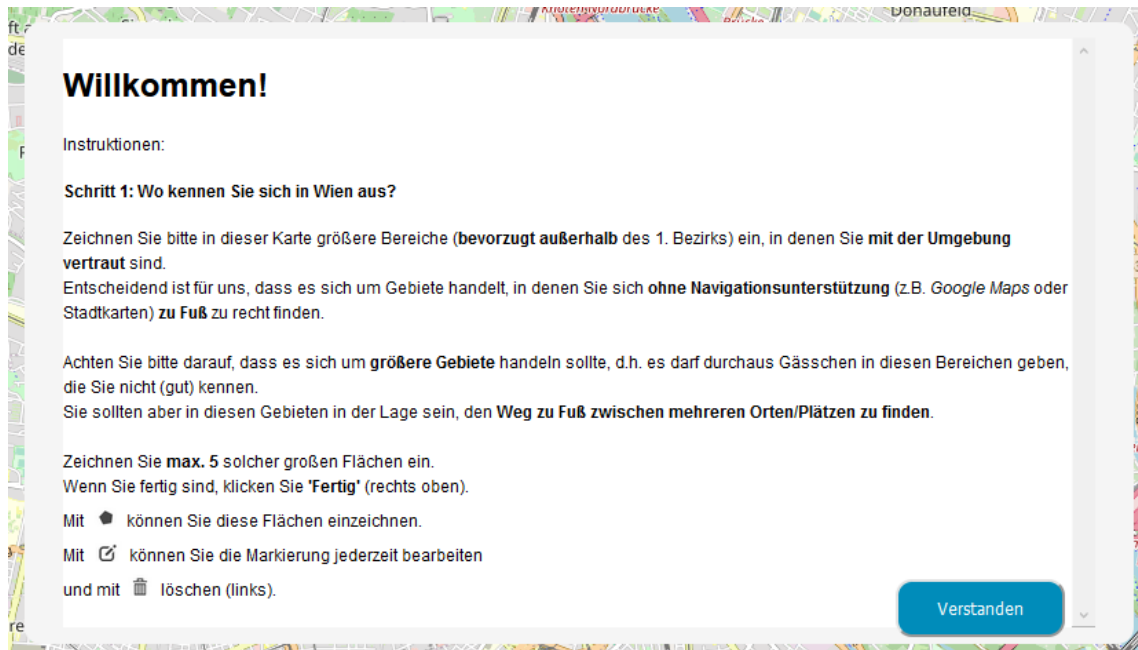 Donaufeld
Willkommen!
Instruktionen:
Schritt 1: Wo kennen Sie sich in Wien aus?
Zeichnen Sie bitte in dieser Karte größere Bereiche (bevorzugt außerhalb des 1. Bezirks) ein, in denen Sie mit der Umgebung
vertraut sind.
Entscheidend ist für uns, dass es sich um Gebiete handelt, in denen Sie sich ohne Navigationsunterstützung (z.B. Google Maps oder
Stadtkarten) zu Fuß zu recht finden.
Achten Sie bitte darauf, dass es sich um größere Gebiete handeln sollte, d.h. es darf durchaus Gässchen in diesen Bereichen geben,
die Sie nicht (gut) kennen.
Sie sollten aber in diesen Gebieten in der Lage sein, den Weg zu Fuß zwischen mehreren Orten/Plätzen zu finden.
Zeichnen Sie max. 5 solcher großen Flächen ein.
Wenn Sie fertig sind, klicken Sie 'Fertig' (rechts oben).
Mit können Sie diese Flächen einzeichnen.
Mit können Sie die Markierung jederzeit bearbeiten
und mit löschen (links).
Verstanden